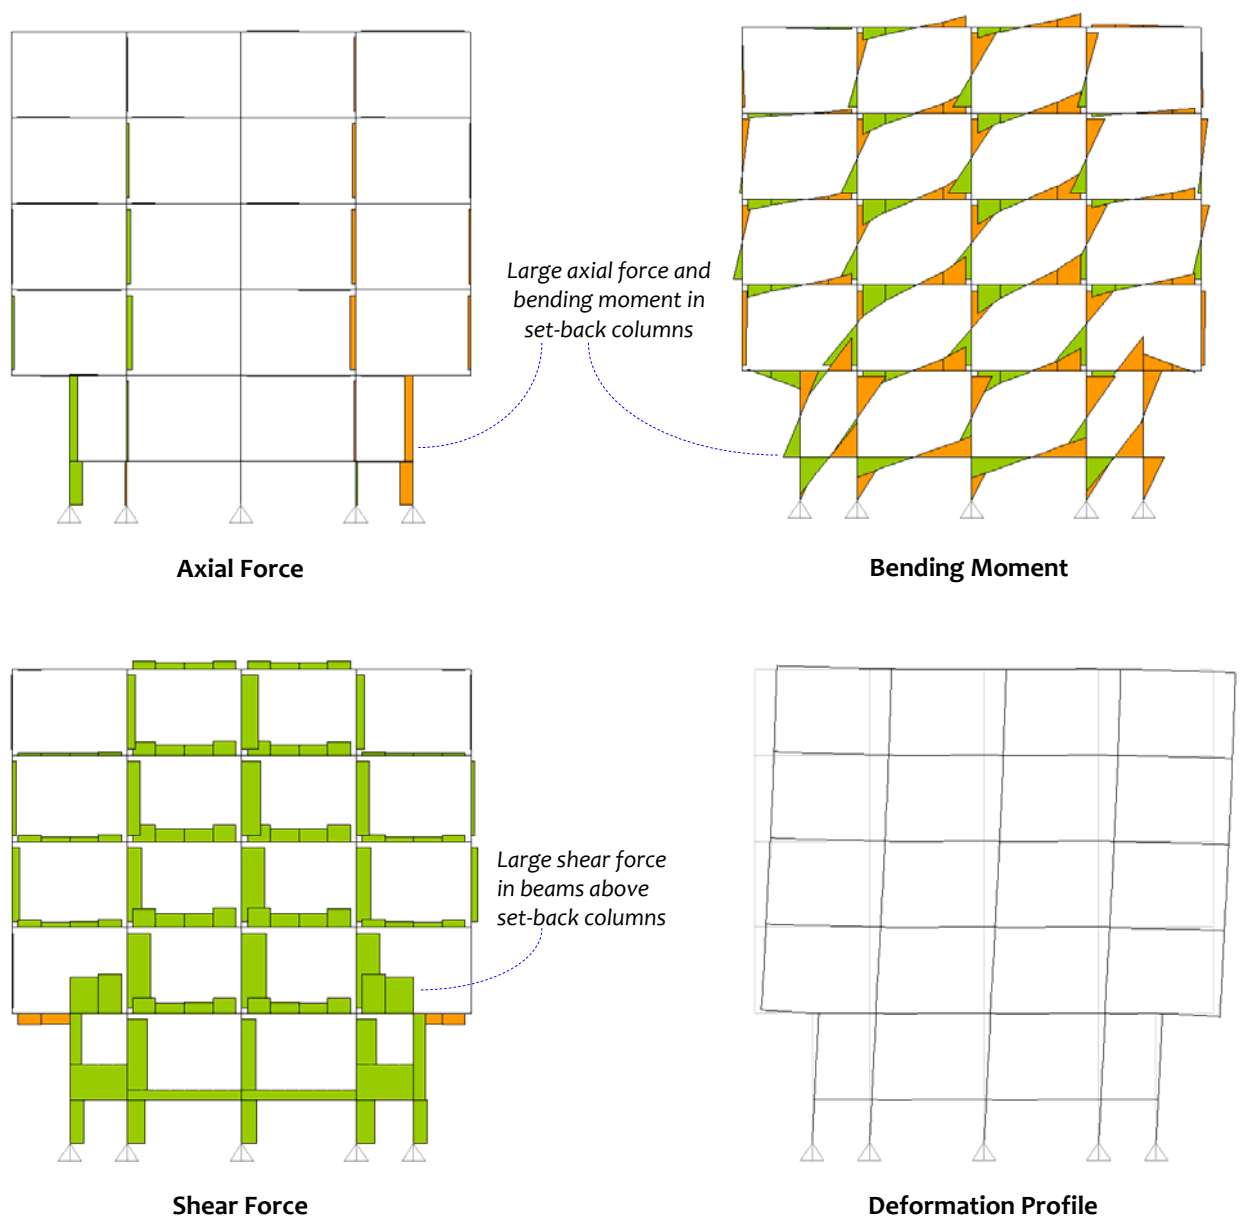 Large axial force and
bending moment in
set-back columns
Axial Force
Bending Moment
Large shear force
in beams above
set-back columns
Shear Force
Deformation Profile